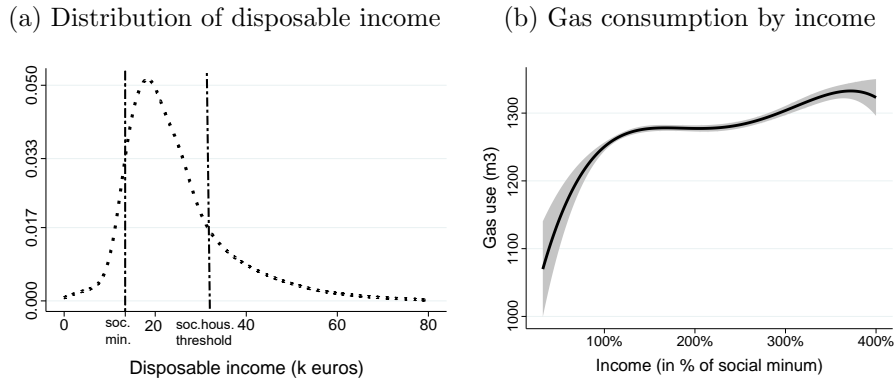 (a) Distribution of disposable income
0.050
0.033
0.017
0.000
0
20
40
60
80
soc.
min.
soc.hous.
threshold
Disposable income (k euros)
(b) Gas consumption by income
Gas use (m3)
1300
1200
1100
1000
100%
200%
300%
400%
Income (in % of social minum)